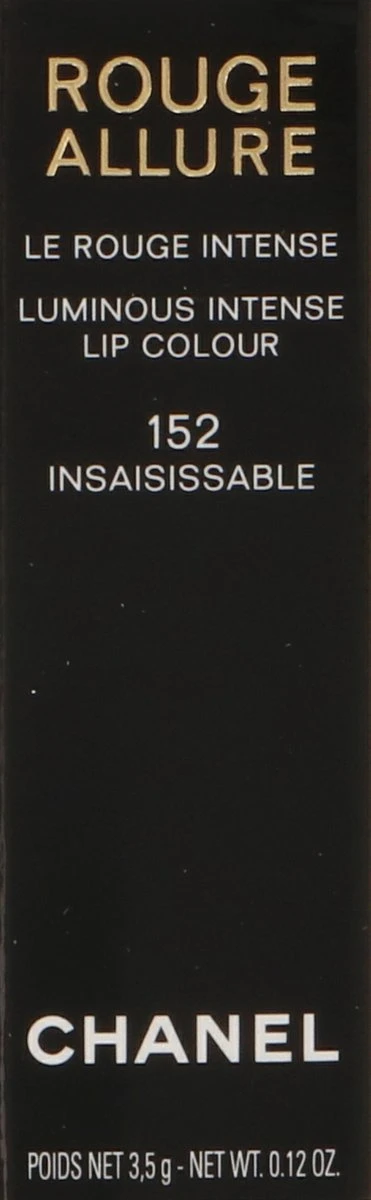 ROUGE
ALLURE
LE ROUGE INTENSE
LUMINOUS INTENSE
LIP COLOUR
152
INSAISISSABLE
CHANEL
POIDS NET 3,5 g - NET WT. 0.12 OZ.